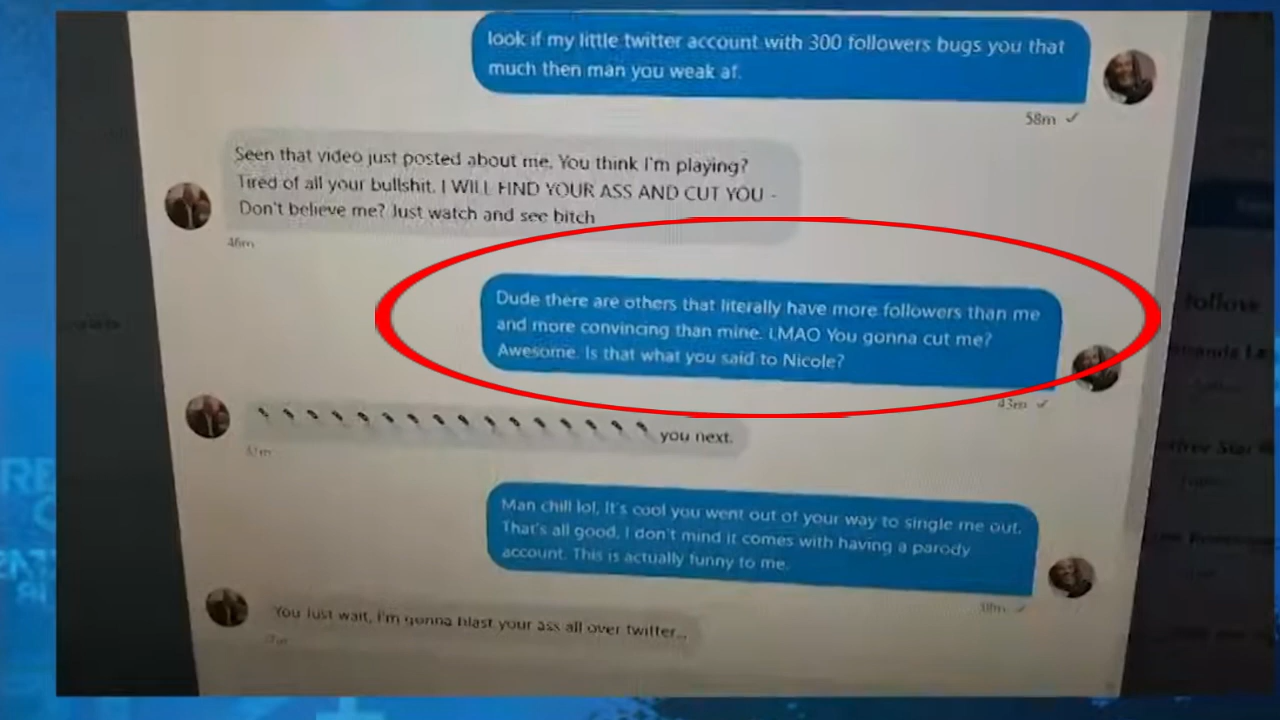 look if my little twitter account with 300 followers bugs you that
much then man you weak af.
58m ✓
Seen that video just posted about me. You think I'm playing?
Tired of all your bullshit. I WILL FIND YOUR ASS AND CUT YOU -
Don't believe me? Just watch and see bitch
46m
Dude there are others that literally have more followers than me
and more convincing than mine. LMAO You gonna cut me?
Awesome. Is that what you said to Nicole?
43m ✓
you next.
Man chill lol. It's cool you went out of your way to single me out.
That's all good. I don't mind it comes with having a parody
account. This is actually funny to me.
You just wait, I'm gonna blast your ass all over twitter...
follow